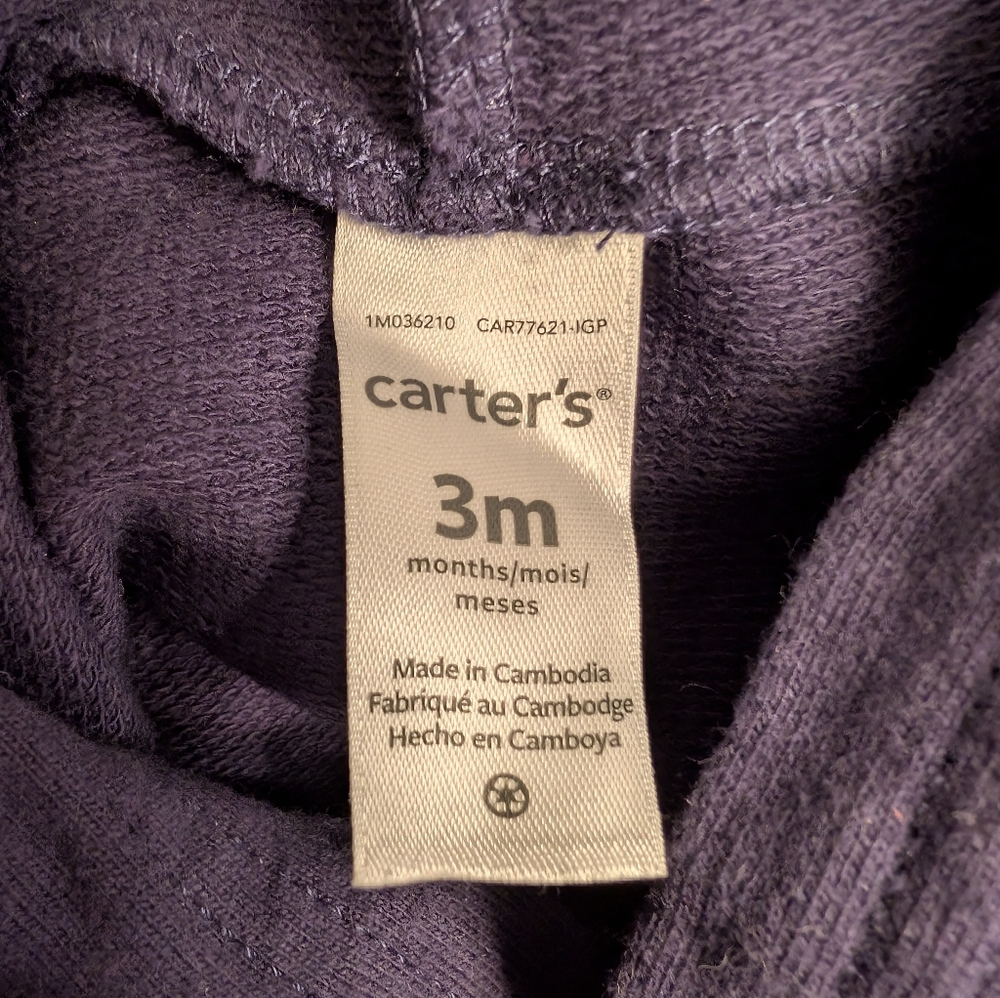 1M036210 CAR77621-IGP
carter's®
3m
months/mois/
meses
Made in Cambodia
Fabriqué au Cambodge
Hecho en Camboya